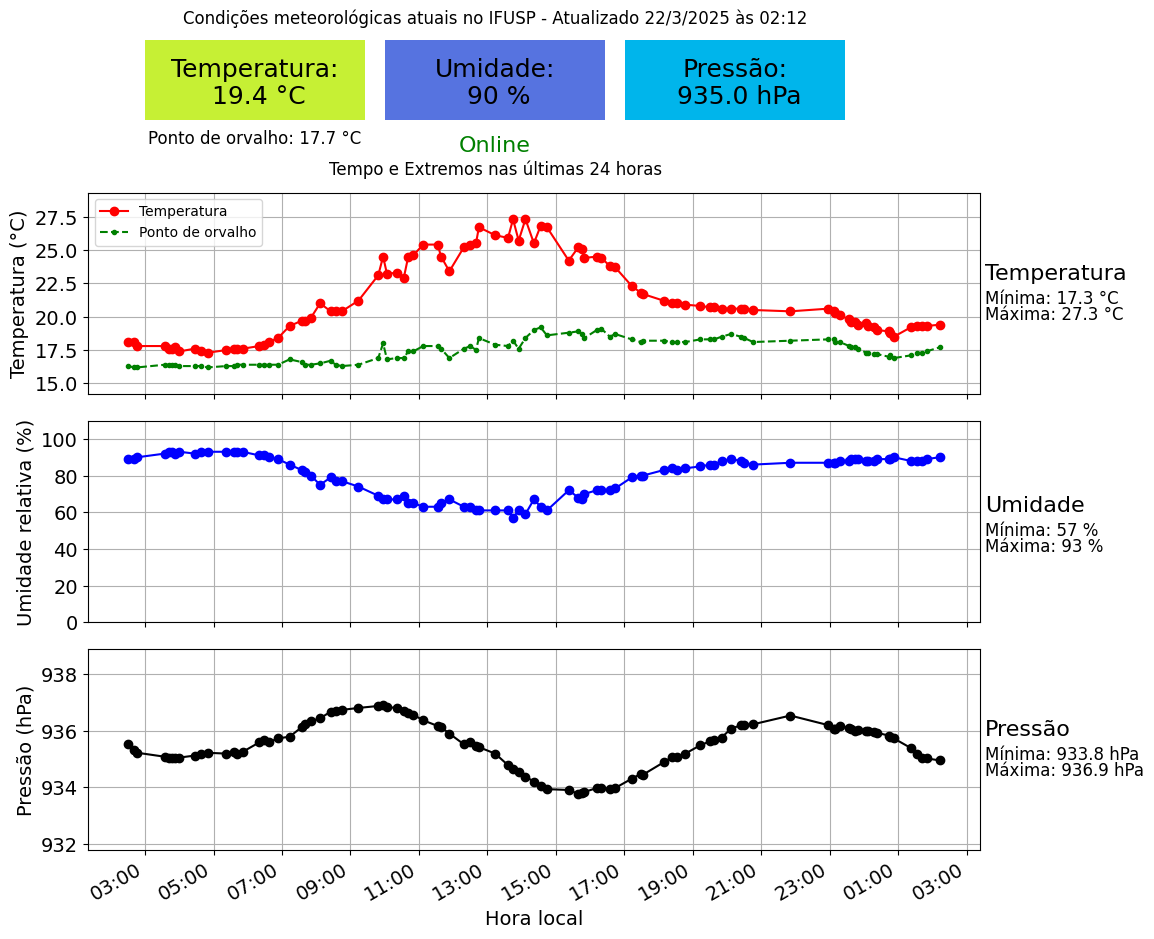 Condições meteorológicas atuais no IFUSP - Atualizado 22/3/2025 às 02:12
Temperatura:
19.4 °C
Umidade:
90 %
Pressão:
935.0 hPa
Ponto de orvalho: 17.7 °C
Online
Tempo e Extremos nas últimas 24 horas
Temperatura (°C)
27.5
25.0
22.5
20.0
17.5
15.0
Temperatura
Ponto de orvalho
Temperatura
Mínima: 17.3 °C
Máxima: 27.3 °C
Umidade relativa (%)
100
80
60
40
20
0
Umidade
Mínima: 57 %
Máxima: 93 %
Pressão (hPa)
938
936
934
932
Pressão
Mínima: 933.8 hPa
Máxima: 936.9 hPa
03:00 05:00 07:00 09:00 11:00 13:00 15:00 17:00 19:00 21:00 23:00 01:00 03:00
Hora local